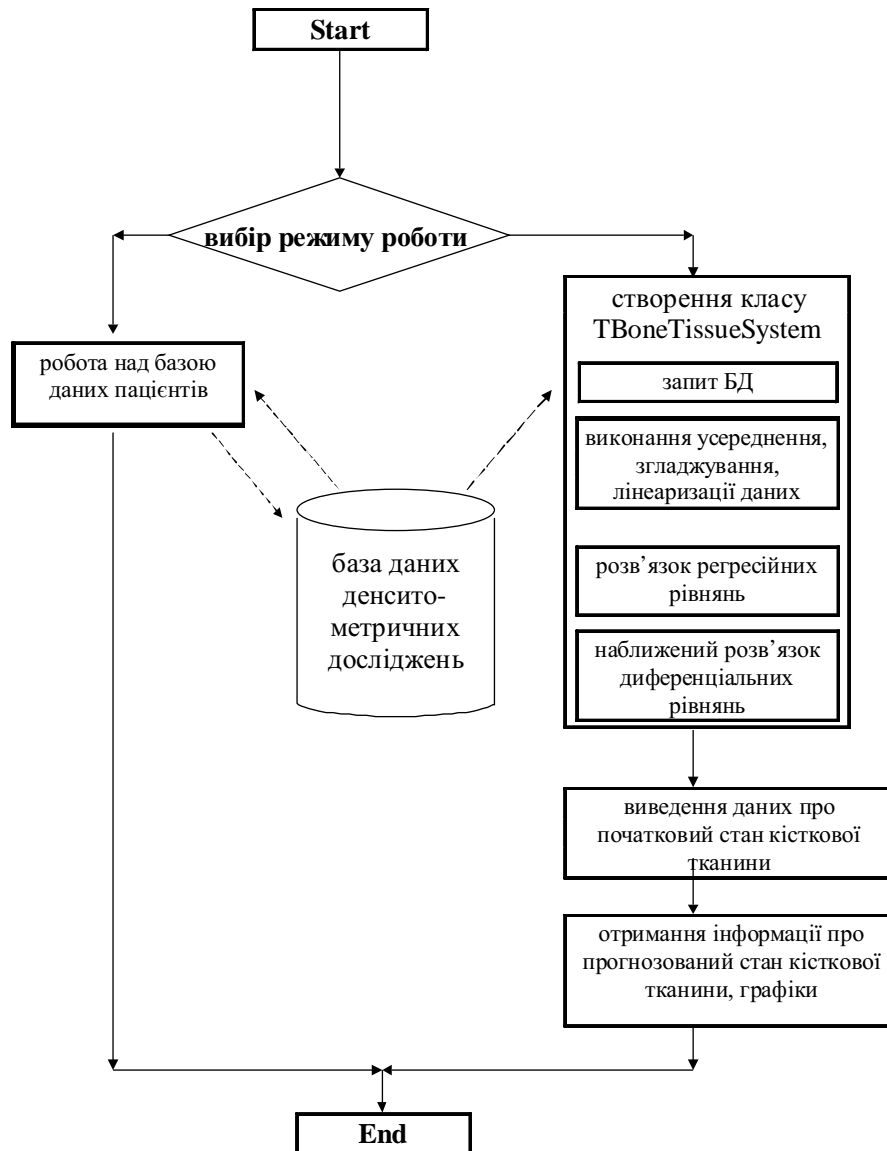 Start
вибір режиму роботи
робота над базою
даних пацієнтів
база даних
денсито-
метричних
досліджень
створення класу
TBoneTissueSystem
запит БД
виконання усереднення,
згладжування,
лінеаризації даних
розв’язок регресійних
рівнянь
наближений розв’язок
диференціальних
рівнянь
виведення даних про
початковий стан кісткової
тканини
отримання інформації про
прогнозований стан кісткової
тканини, графіки
End